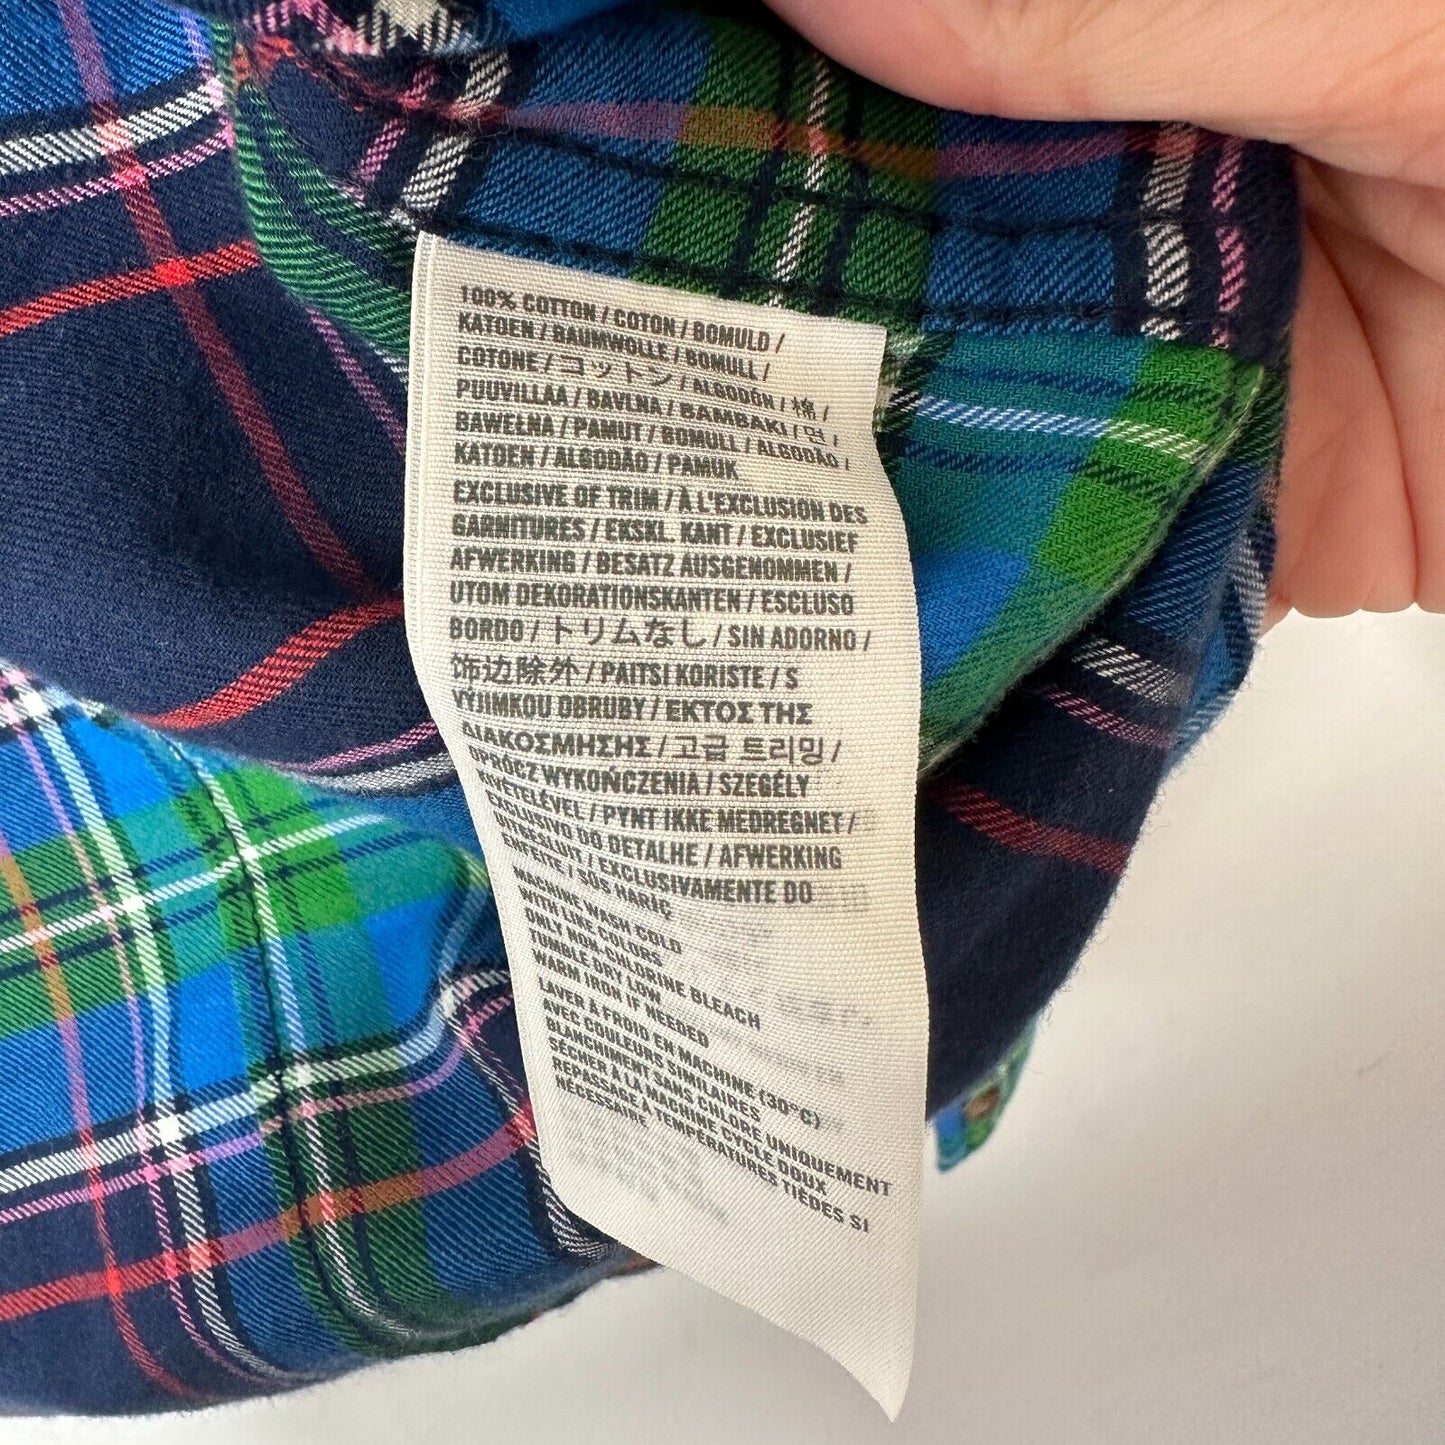 100% COTTON / COTON / BOMULD /
KATOEN / BAUMWOLLE / BOMULL /
COTONE / コットン / ALGODÓN / 棉 /
PUUVILLAA / BAVLNA / BAMBAKI / 면 /
BAWEŁNA / PAMUT / BOMULL / ALGODÃO /
KATOEN / ALGODÃO / PAMUK
EXCLUSIVE OF TRIM / À L'EXCLUSION DES
GARNITURES / EKSKL. KANT / EXCLUSIEF
AFWERKING / BESATZ AUSGENOMMEN /
UTOM DEKORATIONSKANTEN / ESCLUSO
BORDO / トリムなし / SIN ADORNO /
饰边除外 / PAITSI KORISTE / S
VÝJIMKOU OBRUBY / ΕΚΤΟΣ ΤΗΣ
ΔΙΑΚΟΣΜΗΣΗΣ / 고급 트리밍 /
OPRÓCZ WYKOŃCZENIA / SZEGÉLY
KIVÉTELÉVEL / PYNT IKKE MEDREGNET /
EXCLUSIVO DO DETALHE / AFWERKING
UITGESLUIT / EXCLUSIVAMENTE DO
ENFEITE / SÜS HARİÇ
MACHINE WASH COLD
WITH LIKE COLORS
ONLY NON-CHLORINE BLEACH
TUMBLE DRY LOW
WARM IRON IF NEEDED
LAVER À FROID EN MACHINE (30°C)
AVEC COULEURS SIMILAIRES
BLANCHIMENT SANS CHLORE UNIQUEMENT
SÉCHER À LA MACHINE CYCLE DOUX
REPASSAGE À TEMPÉRATURES TIÈDES SI
NÉCESSAIRE